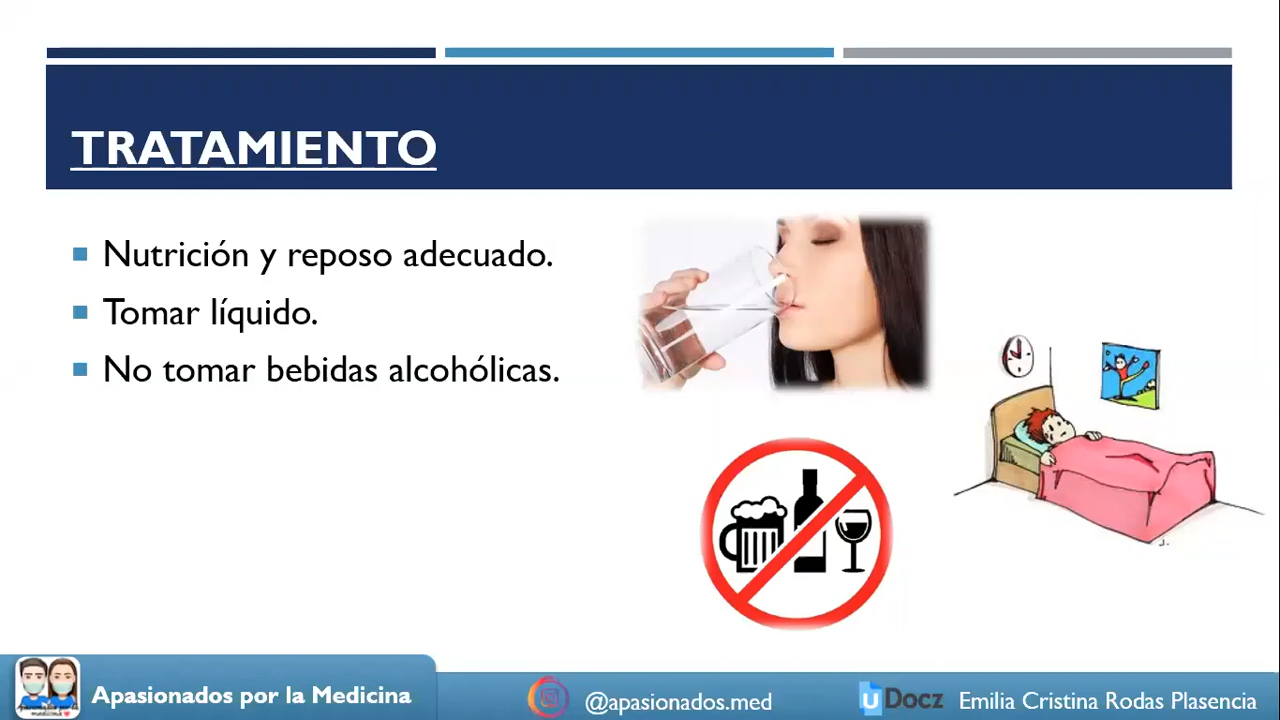 TRATAMIENTO
Nutrición y reposo adecuado.
Tomar líquido.
No tomar bebidas alcohólicas.
Apasionados por la Medicina
@apasionados.med
uDocz
Emilia Cristina Rodas Plasencia